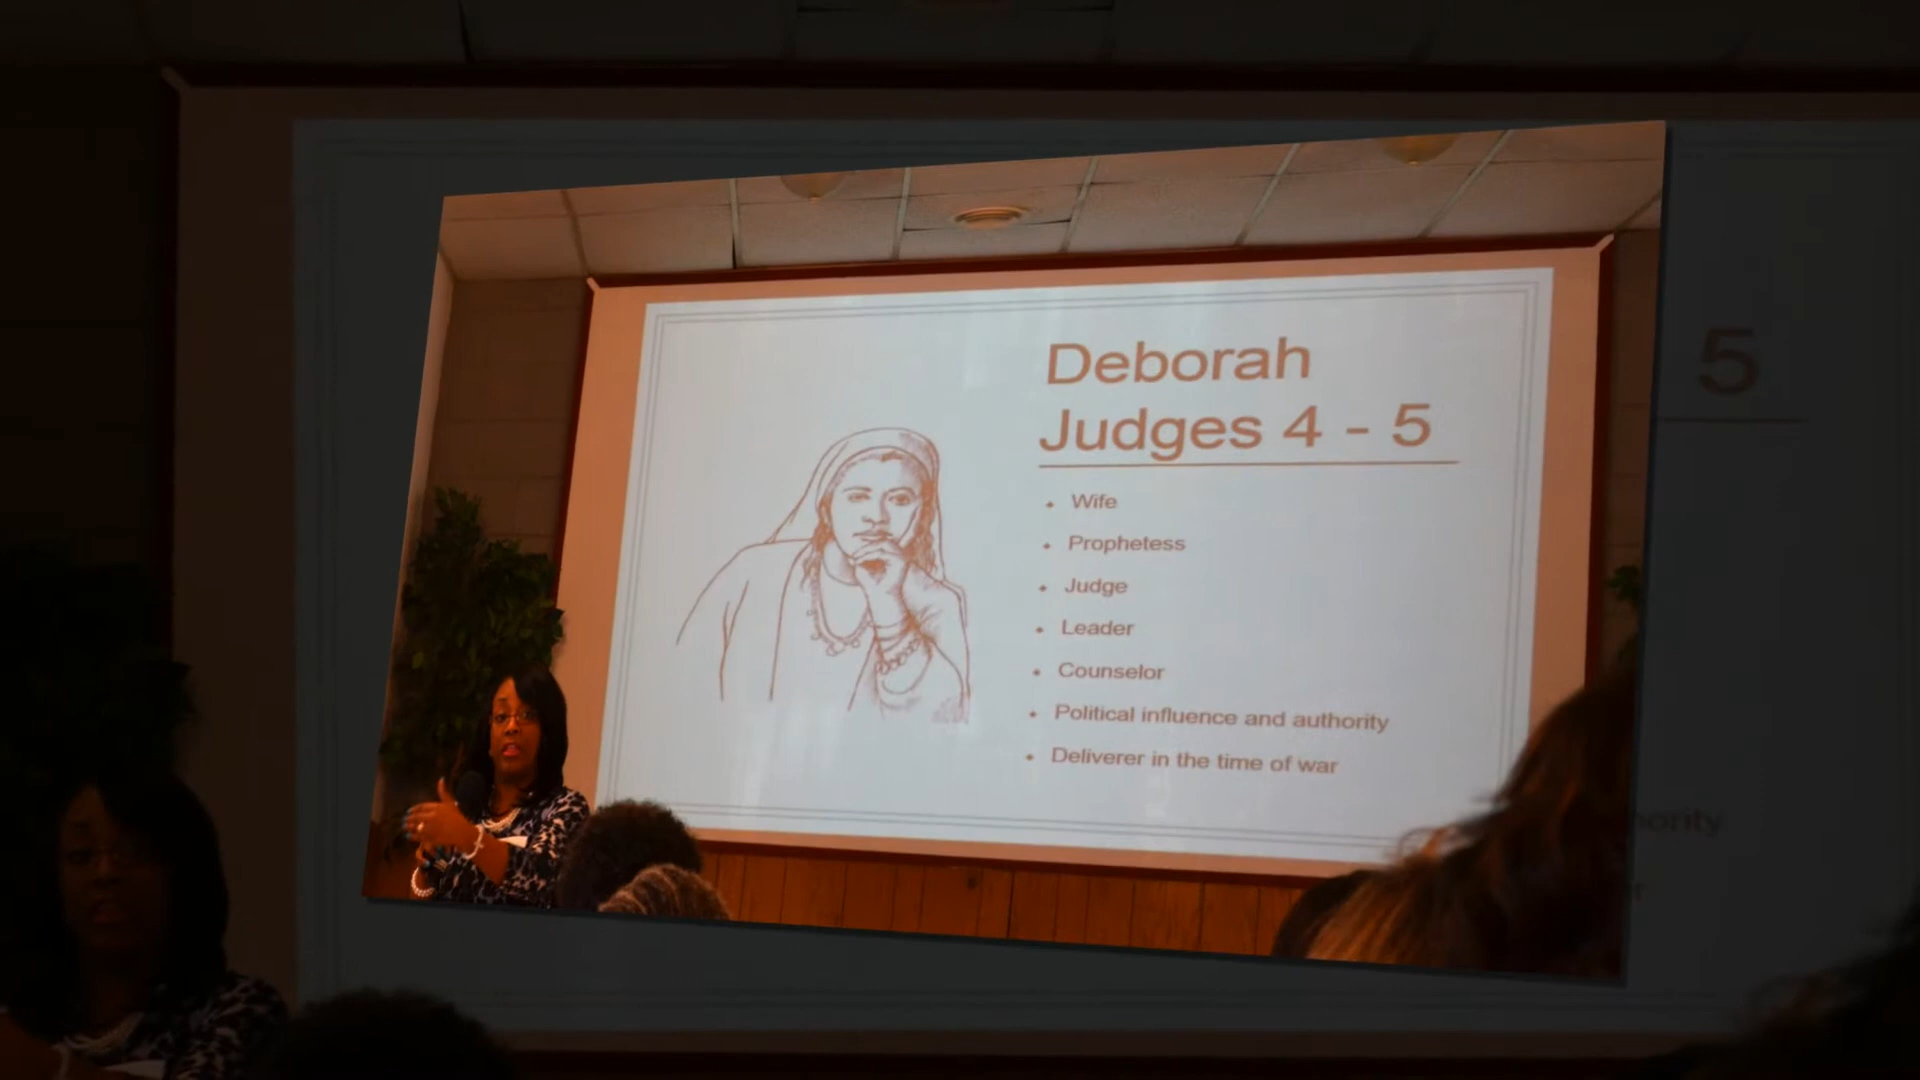 Deborah
Judges 4 - 5
• Wife
• Prophetess
• Judge
• Leader
• Counselor
• Political influence and authority
• Deliverer in the time of war
5